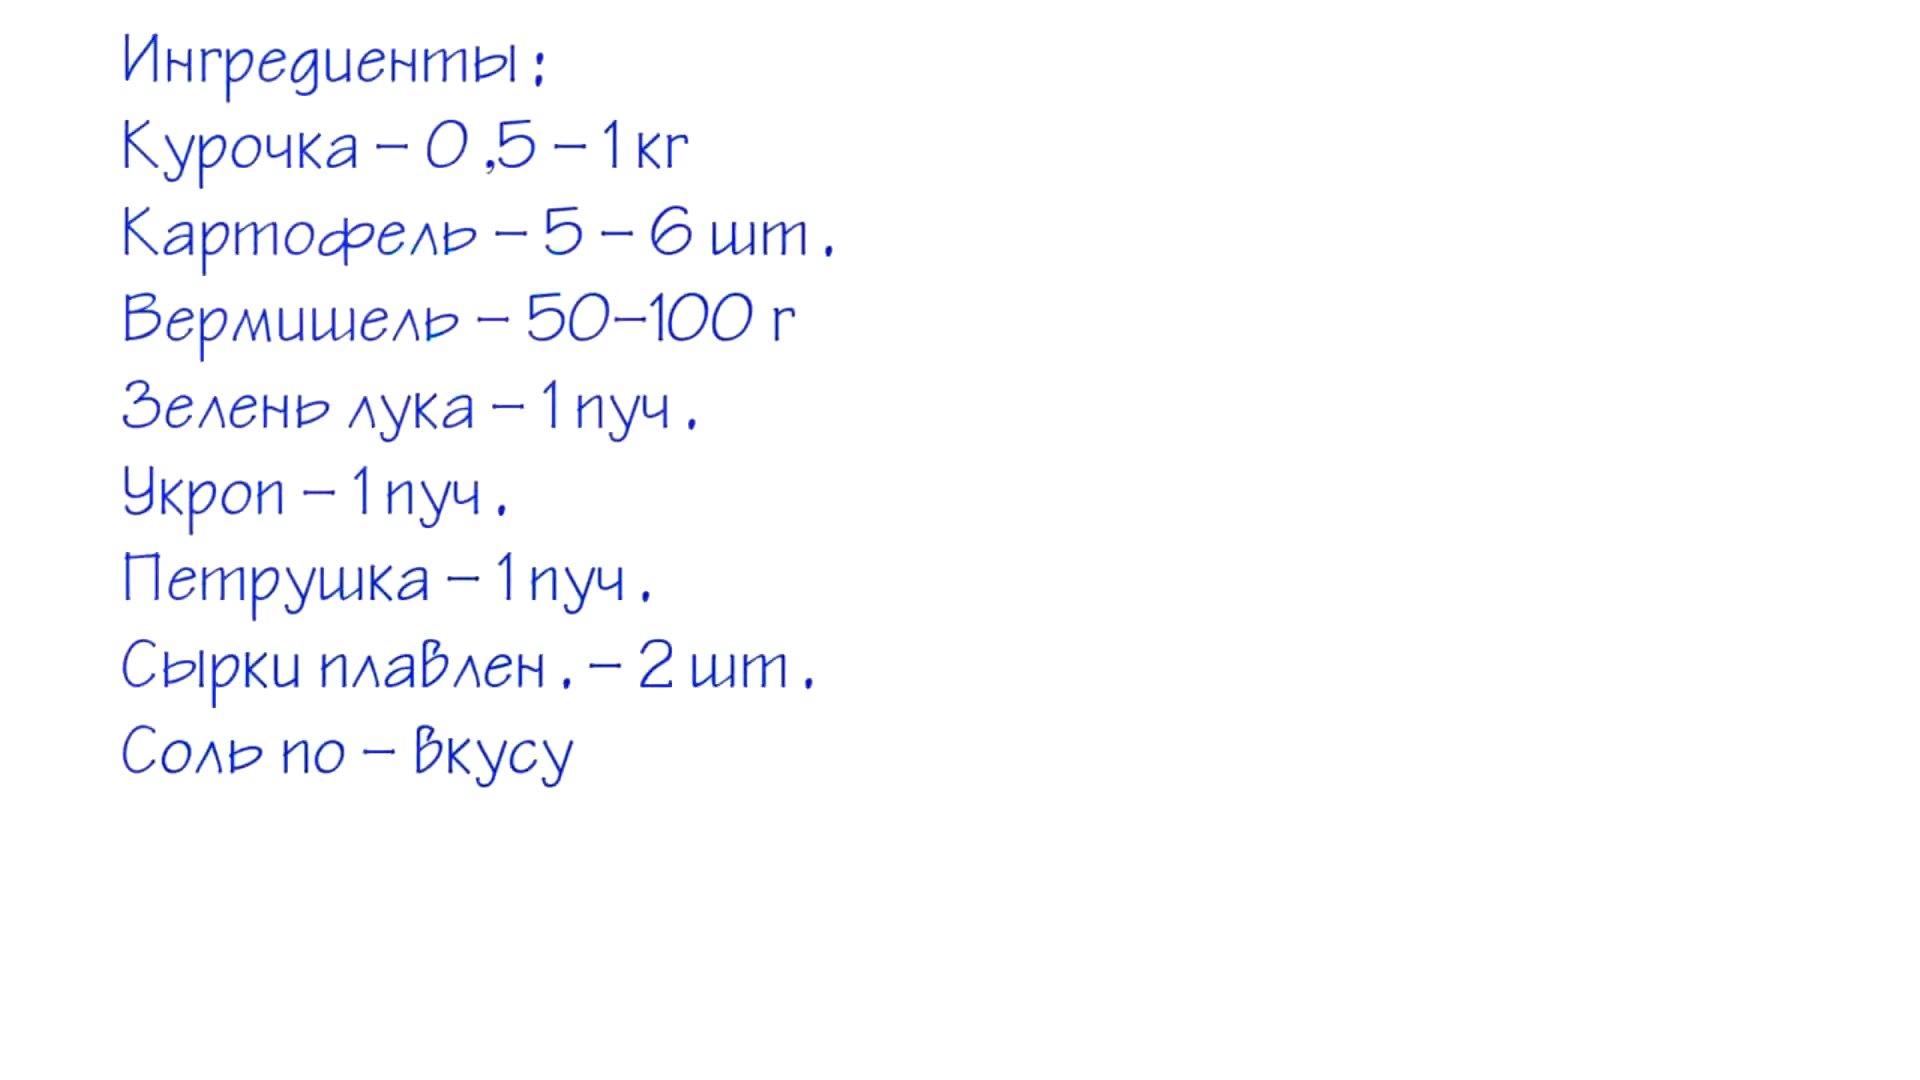 Ингредиенты :
Курочка – 0 ,5 – 1 кг
Картофель – 5 – 6 шт .
Вермишель – 50–100 г
Зелень лука – 1 пуч .
Укроп – 1 пуч .
Петрушка – 1 пуч .
Сырки плавлен . – 2 шт .
Соль по – вкусу